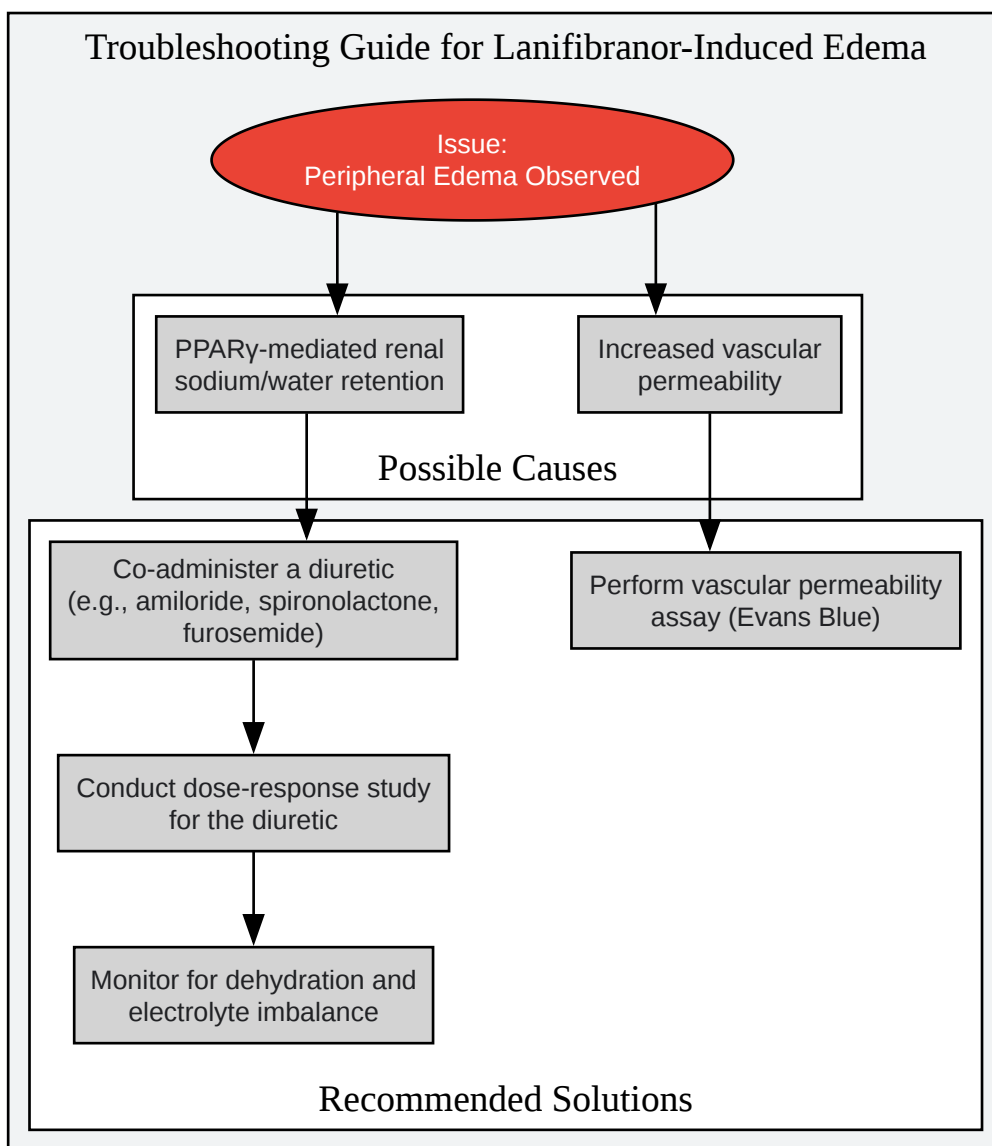 Troubleshooting Guide for Lanifibranor-Induced Edema
Issue:
Peripheral Edema Observed
PPARγ-mediated renal
sodium/water retention
Increased vascular
permeability
Possible Causes
Co-administer a diuretic
(e.g., amiloride, spironolactone,
furosemide)
Perform vascular permeability
assay (Evans Blue)
Conduct dose-response study
for the diuretic
Monitor for dehydration and
electrolyte imbalance
Recommended Solutions